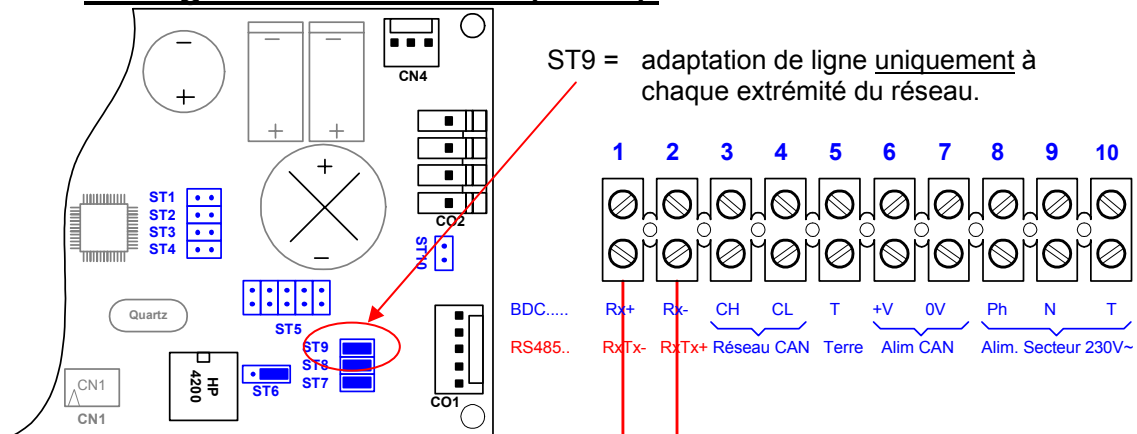 ST9 = adaptation de ligne uniquement à
chaque extrémité du réseau.
CN4
CO2
ST1
ST2
ST3
ST4
ST10
ST5
Quartz
ST9
ST8
ST7
ST6
HP
4200
CN1
CN1
CO1
1 2 3 4 5 6 7 8 9 10
BDC..... Rx+ Rx- CH CL T +V 0V Ph N T
RS485.. RxTx- RxTx+ Réseau CAN Terre Alim CAN Alim. Secteur 230V~